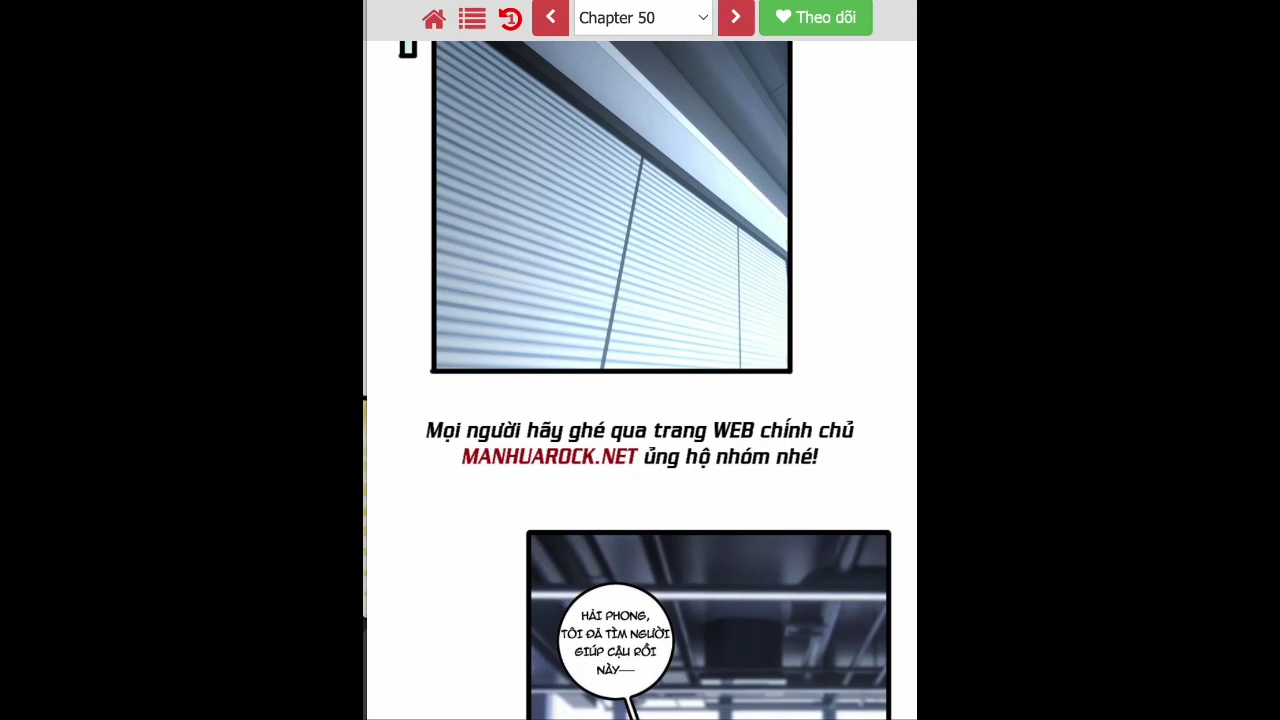 Chapter 50
Theo dõi
Mọi người hãy ghé qua trang WEB chính chủ
MANHUAROCK.NET ủng hộ nhóm nhé!
HẢI PHONG,
TÔI ĐÃ TÌM NGƯỜI
GIÚP CẬU RỒI
NÀY—